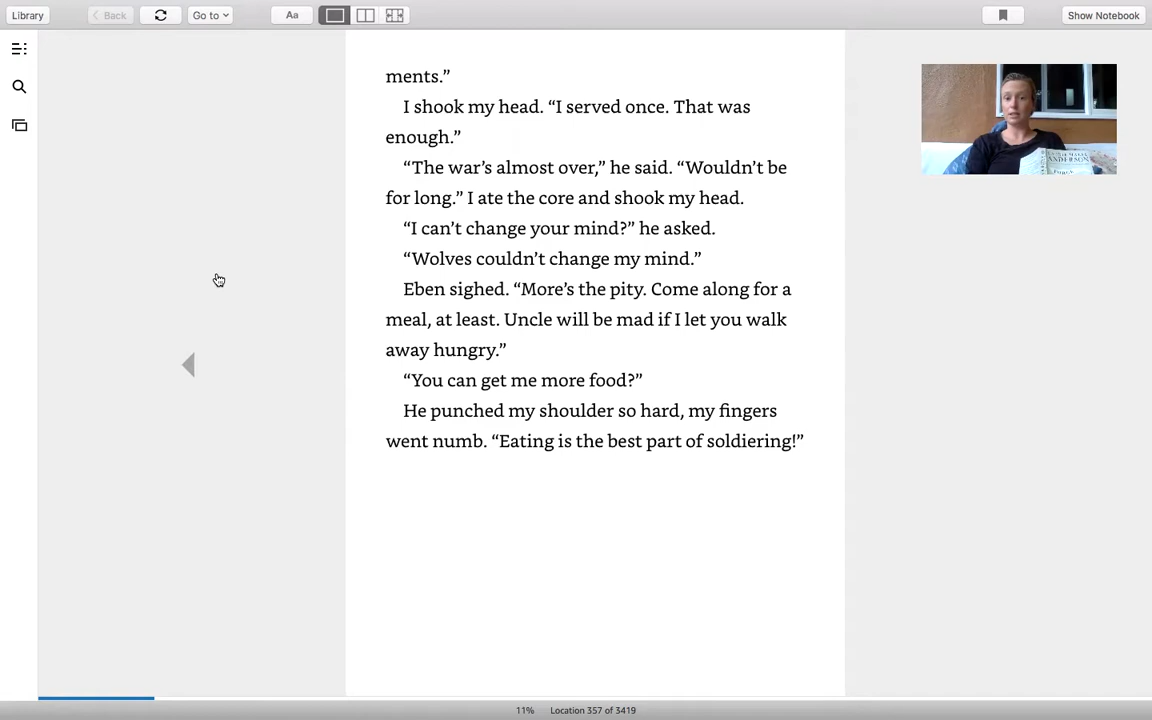 Library
Back
Go to
Aa
Show Notebook
ments.”
I shook my head. “I served once. That was
enough.”
“The war’s almost over,” he said. “Wouldn’t be
for long.” I ate the core and shook my head.
“I can’t change your mind?” he asked.
“Wolves couldn’t change my mind.”
Eben sighed. “More’s the pity. Come along for a
meal, at least. Uncle will be mad if I let you walk
away hungry.”
“You can get me more food?”
He punched my shoulder so hard, my fingers
went numb. “Eating is the best part of soldiering!”
ANDERSON
11%
Location 357 of 3419